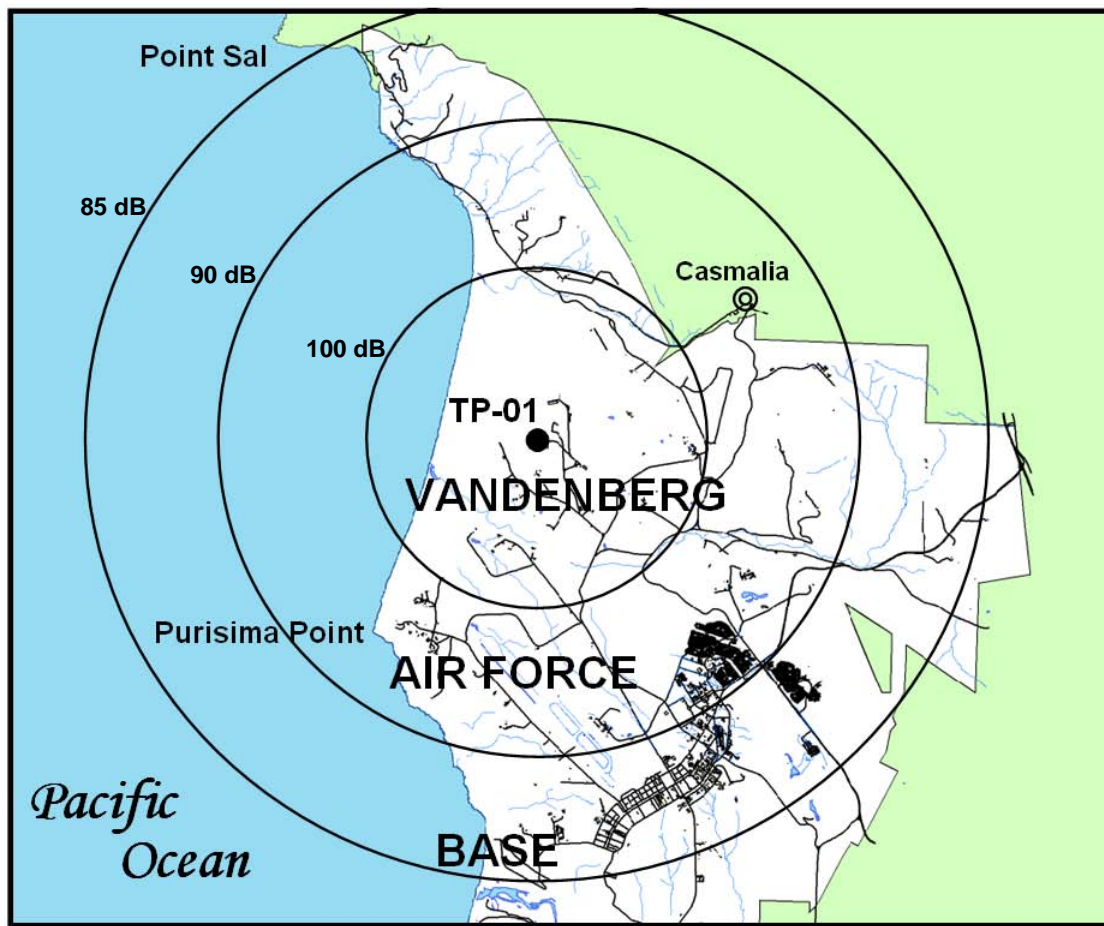 Point Sal
85 dB
90 dB
Casmalia
100 dB
TP-01
VANDENBERG
Purisima Point
AIR FORCE
Pacific
Ocean
BASE